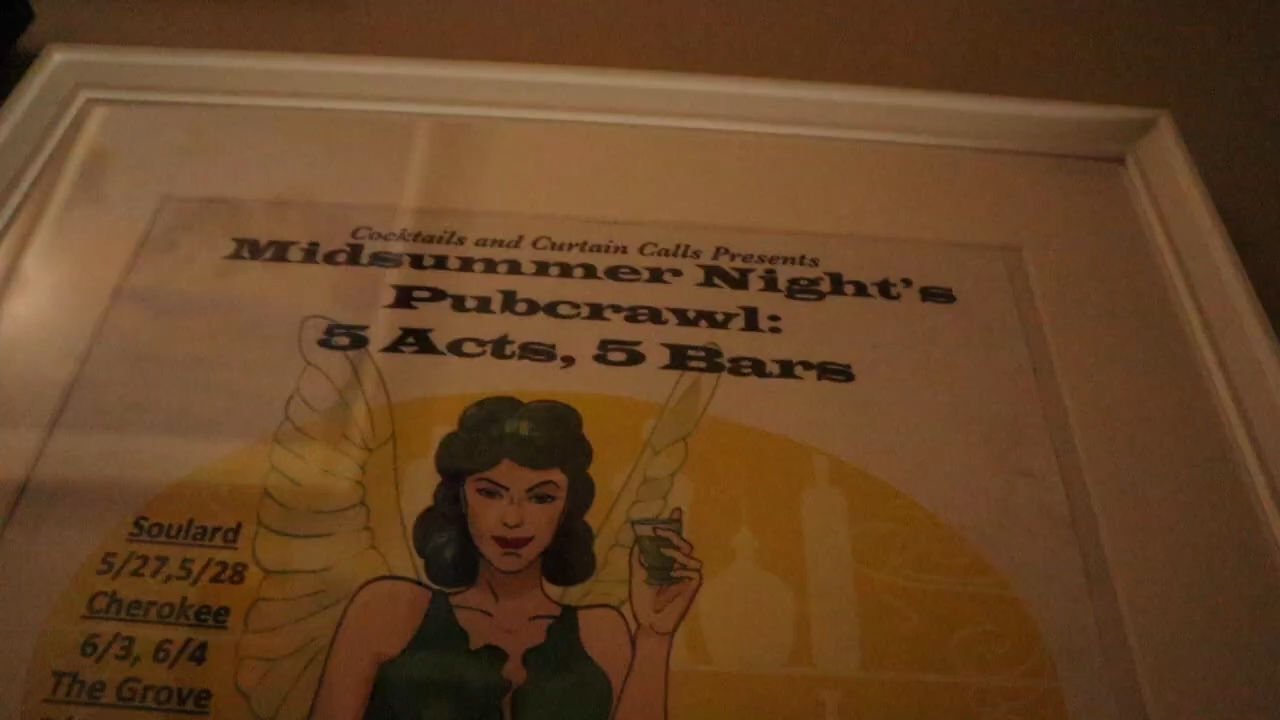 Cocktails and Curtain Calls Presents
Midsummer Night's
Pubcrawl:
5 Acts, 5 Bars
Soulard
5/27,5/28
Cherokee
6/3, 6/4
The Grove